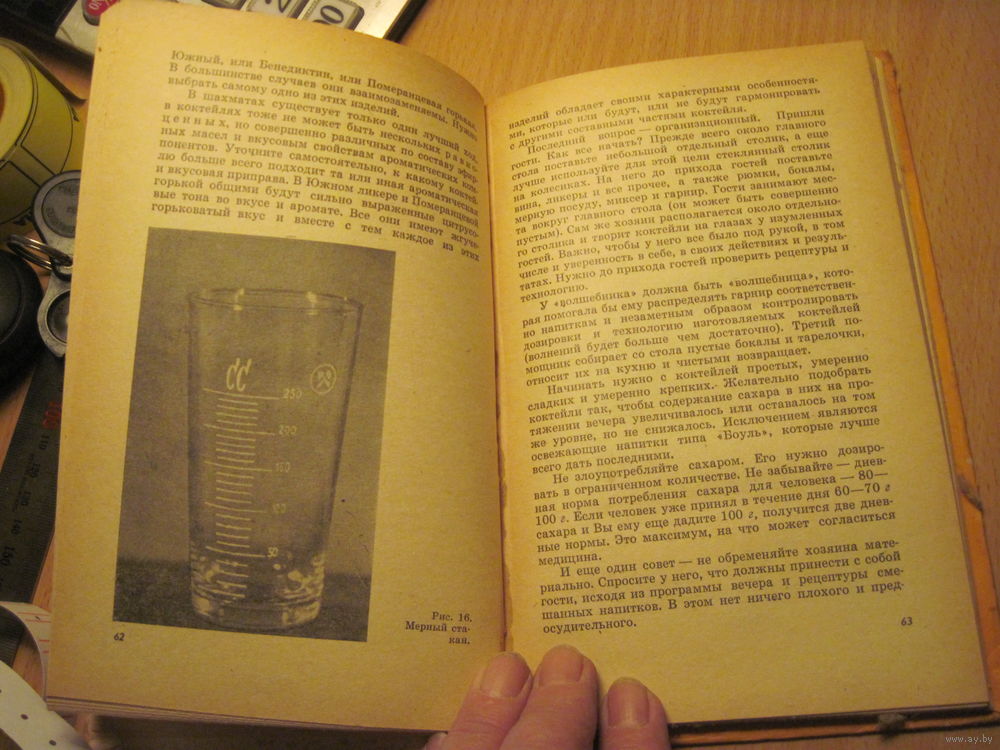 Южный, или Бенедиктин, или Померанцевая горькая.
В большинстве случаев они взаимозаменяемы. Нужно
выбрать самому одно из этих изделий.
В шахматах существует только один лучший ход,
в коктейлях тоже не может быть нескольких равно-
ценных, но совершенно различных по составу эфир-
ных масел и вкусовым свойствам ароматических ком-
понентов. Уточните самостоятельно, к какому коктей-
лю больше всего подходит та или иная ароматическая
и вкусовая приправа. В Южном ликере и Померанцевой
горькой общими будут сильно выраженные цитрусо-
вые тона во вкусе и аромате. Все они имеют жгуче-
горьковатый вкус и вместе с тем каждое из этих
СС
250
200
150
100
50
Рис. 16.
Мерный ста-
кан.
62
наделий обладает своими характерными особенностя-
ми, которые или будут, или не будут гармонировать
с другими составными частями коктейля.
Последний вопрос — организационный. Пришли
гости. Как все начать? Прежде всего около главного
стола поставьте небольшой отдельный столик, а еще
лучше используйте для этой цели стеклянный столик
на колесиках. На него до прихода гостей поставьте
вина, ликеры и все прочее, а также рюмки, бокалы,
мерную посуду, миксер и гарнир. Гости занимают мес-
та вокруг главного стола (он может быть совершенно
пустым). Сам же хозяин располагается около отдельно-
го столика и творит коктейли на глазах у изумленных
гостей. Важно, чтобы у него все было под рукой, в том
числе и уверенность в себе, в своих действиях и резуль-
татах. Нужно до прихода гостей проверить рецептуры и
технологию.
У «волшебника» должна быть «волшебница», кото-
рая помогала бы ему распределять гарнир соответствен-
но напиткам и незаметным образом контролировать
дозировки и технологию изготовляемых коктейлей
(волнений будет больше чем достаточно). Третий по-
мощник собирает со стола пустые бокалы и тарелочки,
относит их на кухню и чистыми возвращает.
Начинать нужно с коктейлей простых, умеренно
сладких и умеренно крепких. Желательно подобрать
коктейли так, чтобы содержание сахара в них на про-
тяжении вечера увеличивалось или оставалось на том
же уровне, но не снижалось. Исключением являются
освежающие напитки типа «Боуль», которые лучше
всего дать последними.
Не злоупотребляйте сахаром. Его нужно дозиро-
вать в ограниченном количестве. Не забывайте — днев-
ная норма потребления сахара для человека — 80—
100 г. Если человек уже принял в течение дня 60—70 г
сахара и Вы ему еще дадите 100 г, получится две днев-
ные нормы. Это максимум, на что может согласиться
медицина.
И еще один совет — не обременяйте хозяина мате-
риально. Спросите у него, что должны принести с собой
гости, исходя из программы вечера и рецептуры сме-
шанных напитков. В этом нет ничего плохого и пред-
осудительного.
63
www.ay.by